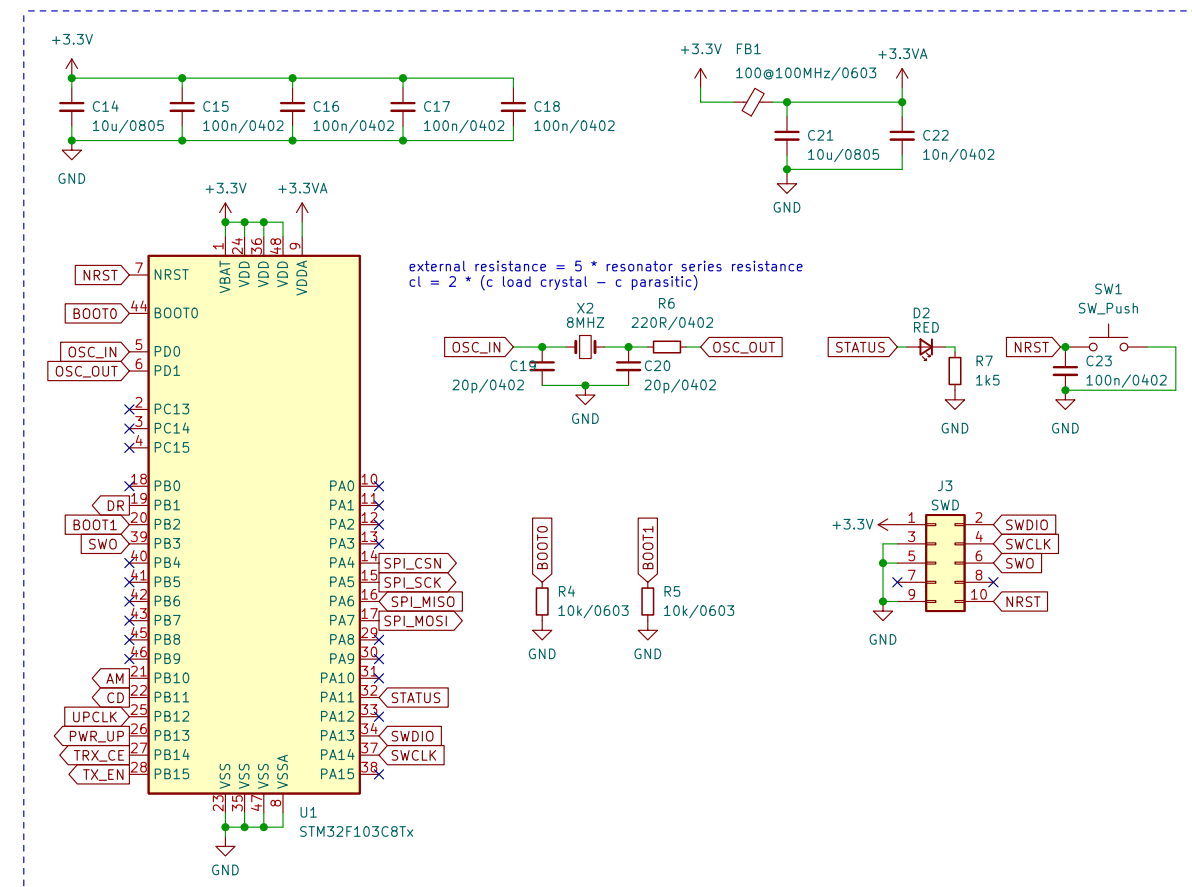 +3.3V
C14
10u/0805
C15
100n/0402
C16
100n/0402
C17
100n/0402
C18
100n/0402
GND
+3.3V
FB1
100@100MHz/0603
+3.3VA
C21
10u/0805
C22
10n/0402
GND
+3.3V
+3.3VA
1
24
36
48
9
VBAT
VDD
VDD
VDD
VDDA
NRST
7
NRST
BOOT0
44
BOOT0
OSC_IN
5
PD0
OSC_OUT
6
PD1
2
PC13
3
PC14
4
PC15
18
PB0
DR
19
PB1
BOOT1
20
PB2
SWO
39
PB3
40
PB4
41
PB5
42
PB6
43
PB7
45
PB8
46
PB9
AM
21
PB10
CD
22
PB11
UPCLK
25
PB12
PWR_UP
26
PB13
TRX_CE
27
PB14
TX_EN
28
PB15
PA0
10
PA1
11
PA2
12
PA3
13
PA4
14
SPI_CSN
PA5
15
SPI_SCK
PA6
16
SPI_MISO
PA7
17
SPI_MOSI
PA8
29
PA9
30
PA10
31
PA11
32
STATUS
PA12
33
PA13
34
SWDIO
PA14
37
SWCLK
PA15
38
VSS
VSS
VSS
VSSA
23
35
47
8
U1
STM32F103C8Tx
GND
external resistance = 5 * resonator series resistance
cl = 2 * (c load crystal – c parasitic)
X2
8MHZ
R6
220R/0402
OSC_IN
OSC_OUT
C19
20p/0402
C20
20p/0402
GND
D2
RED
STATUS
R7
1k5
GND
SW1
SW_Push
NRST
C23
100n/0402
GND
BOOT0
R4
10k/0603
GND
BOOT1
R5
10k/0603
GND
J3
SWD
+3.3V
1
2
SWDIO
3
4
SWCLK
5
6
SWO
7
8
9
10
NRST
GND